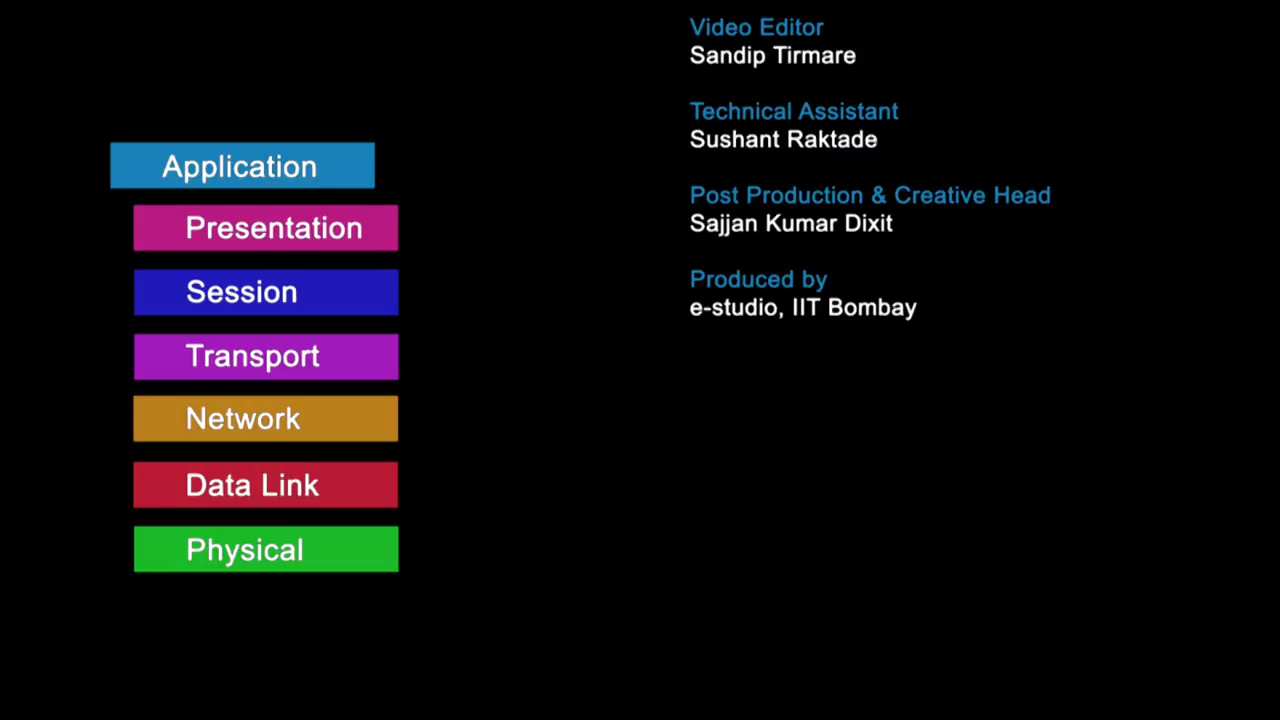 Application
Presentation
Session
Transport
Network
Data Link
Physical
Video Editor
Sandip Tirmare
Technical Assistant
Sushant Raktade
Post Production & Creative Head
Sajjan Kumar Dixit
Produced by
e-studio, IIT Bombay